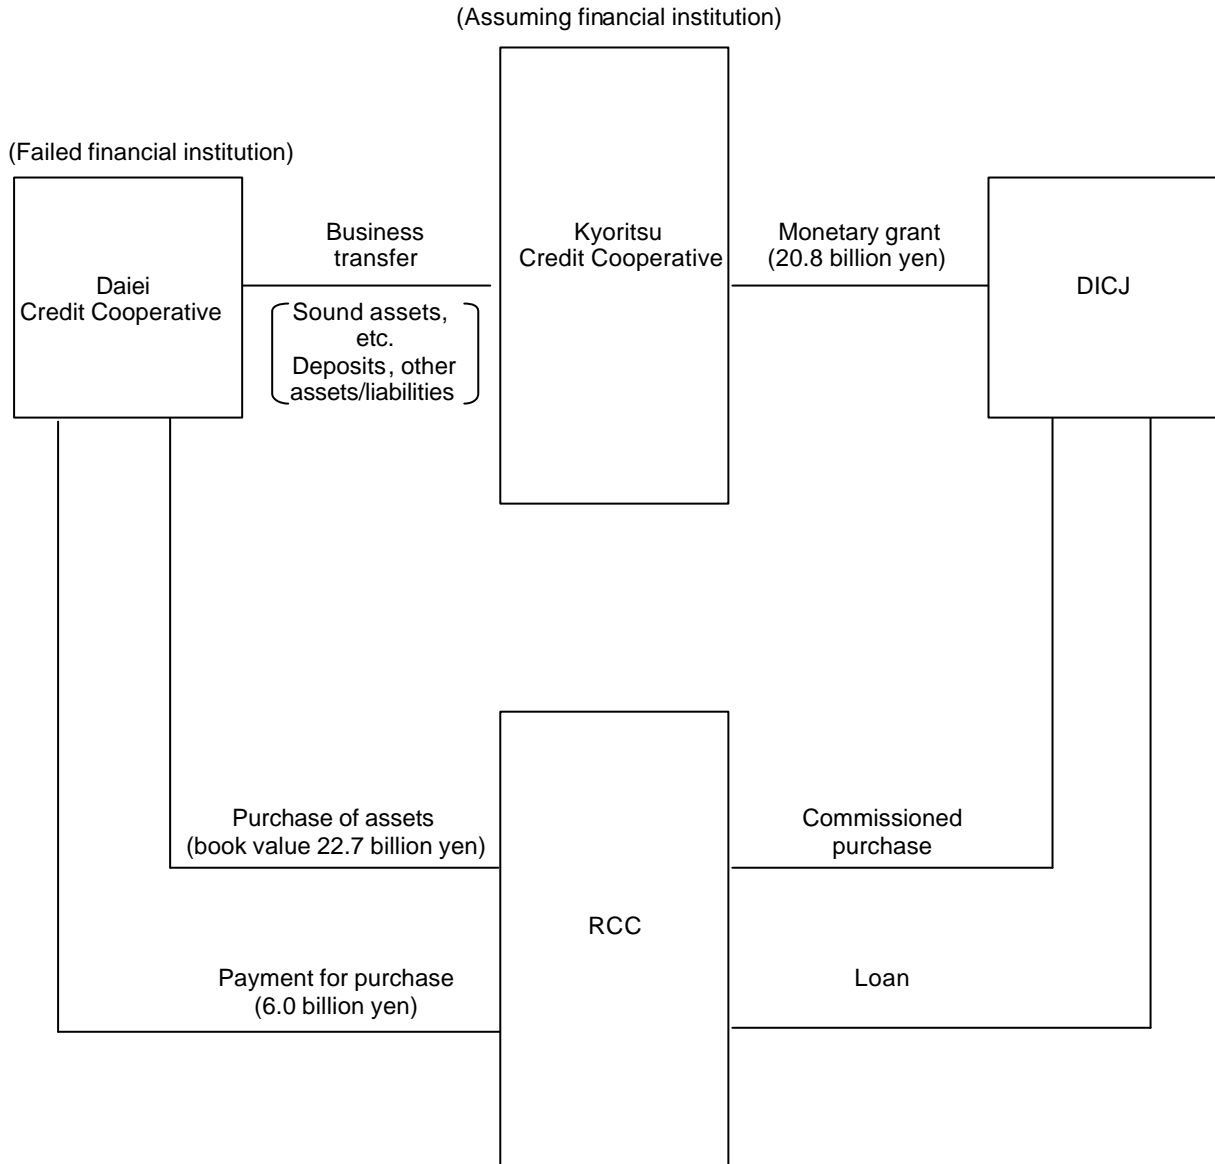 (Assuming financial institution)
(Failed financial institution)
Daiei
Credit Cooperative
Business
transfer
Sound assets,
etc.
Deposits, other
assets/liabilities
Kyoritsu
Credit Cooperative
Monetary grant
(20.8 billion yen)
DICJ
Purchase of assets
(book value 22.7 billion yen)
Commissioned
purchase
RCC
Payment for purchase
(6.0 billion yen)
Loan